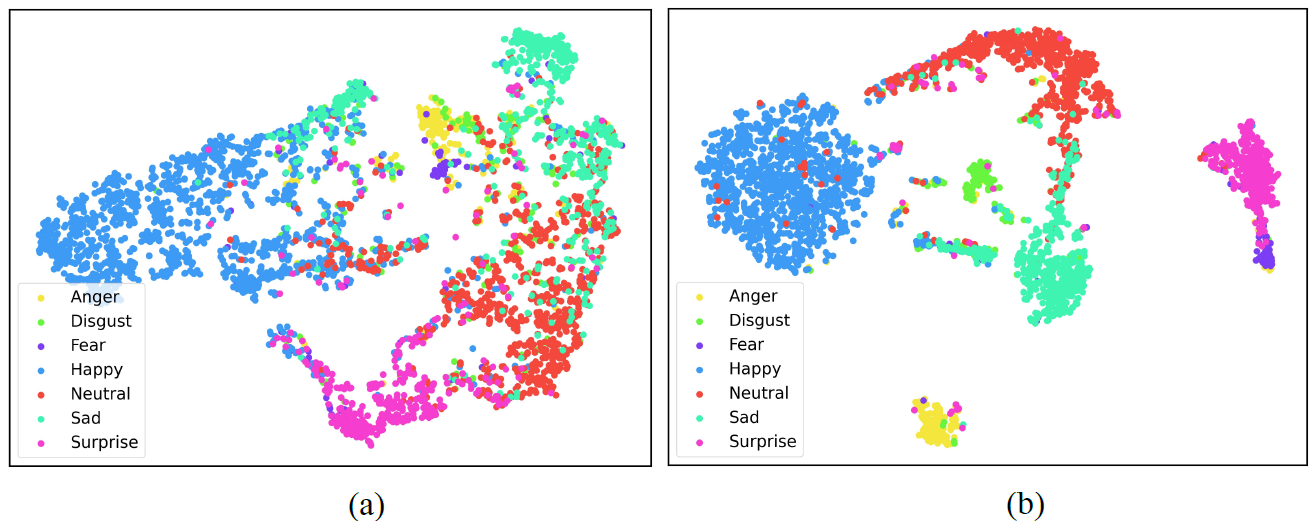 Anger
Disgust
Fear
Happy
Neutral
Sad
Surprise
Anger
Disgust
Fear
Happy
Neutral
Sad
Surprise
(a)
(b)